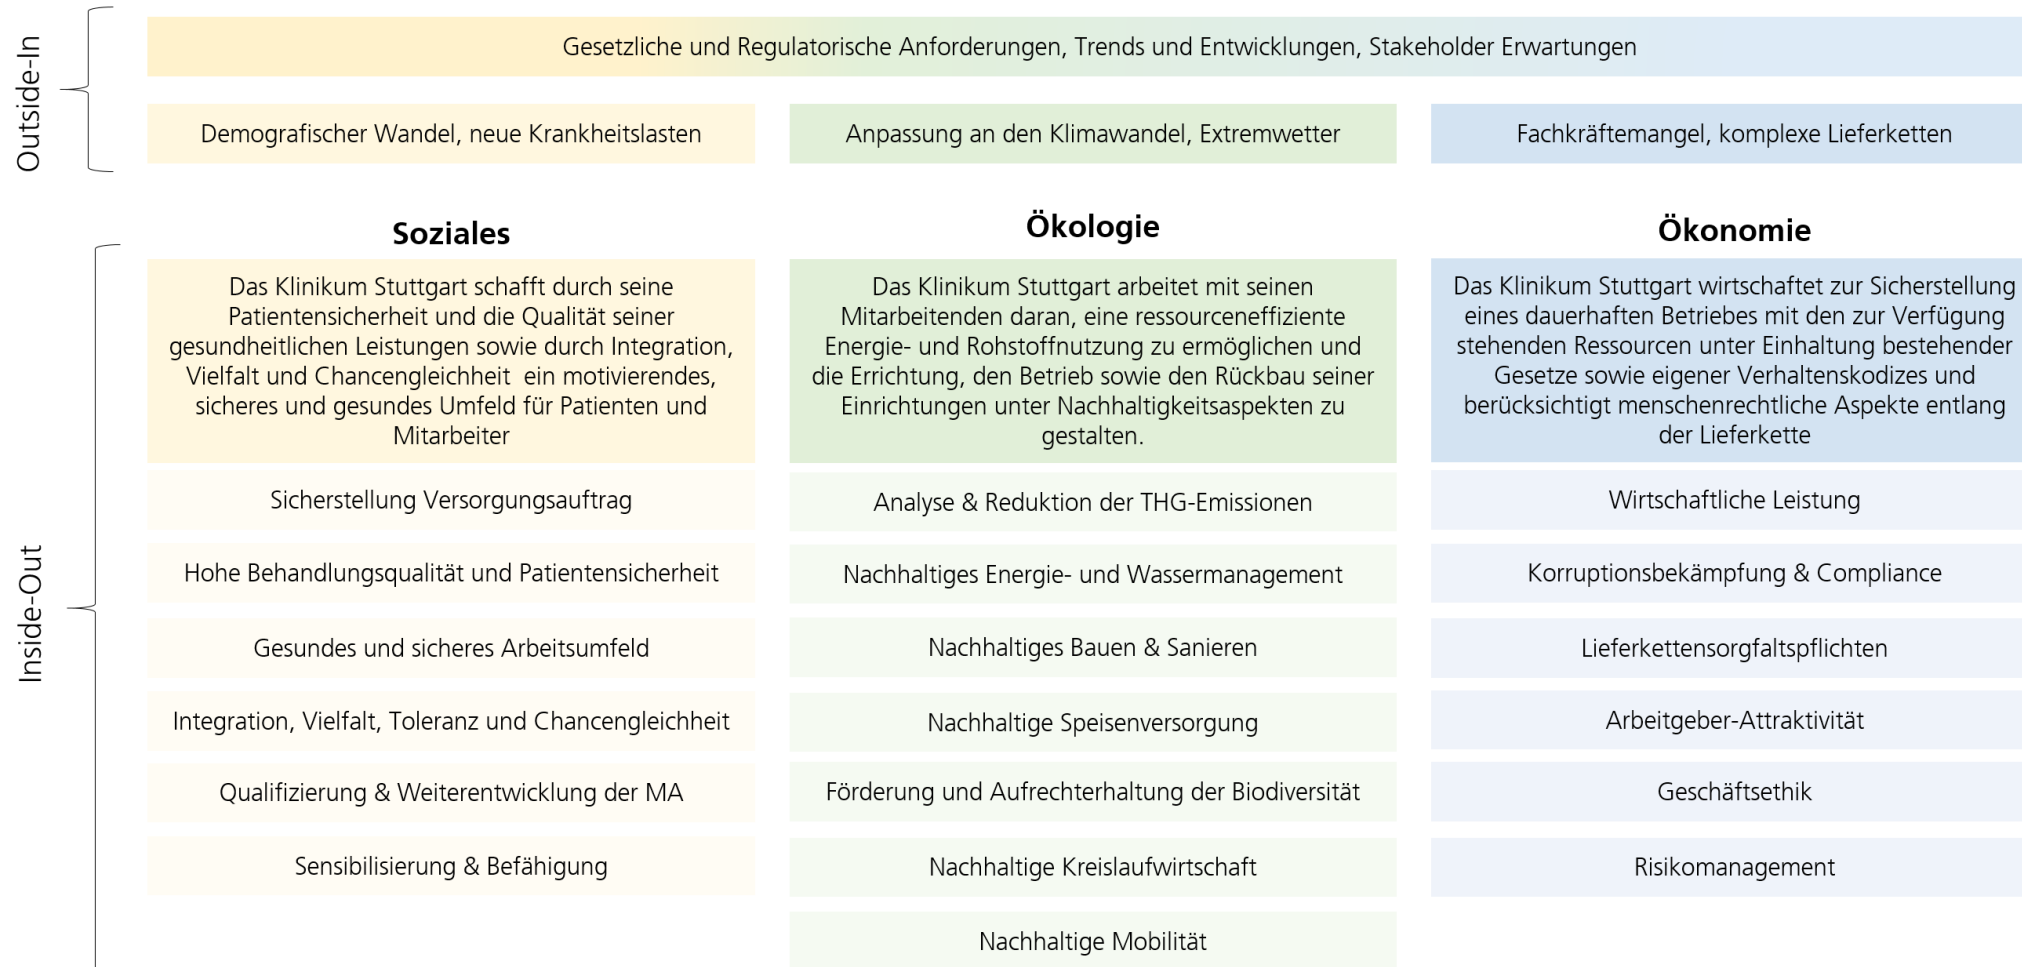 Outside-In
Gesetzliche und Regulatorische Anforderungen, Trends und Entwicklungen, Stakeholder Erwartungen
Demografischer Wandel, neue Krankheitslasten
Anpassung an den Klimawandel, Extremwetter
Fachkräftemangel, komplexe Lieferketten
Inside-Out
Soziales
Das Klinikum Stuttgart schafft durch seine
Patientensicherheit und die Qualität seiner
gesundheitlichen Leistungen sowie durch Integration,
Vielfalt und Chancengleichheit ein motivierendes,
sicheres und gesundes Umfeld für Patienten und
Mitarbeiter
Sicherstellung Versorgungsauftrag
Hohe Behandlungsqualität und Patientensicherheit
Gesundes und sicheres Arbeitsumfeld
Integration, Vielfalt, Toleranz und Chancengleichheit
Qualifizierung & Weiterentwicklung der MA
Sensibilisierung & Befähigung
Ökologie
Das Klinikum Stuttgart arbeitet mit seinen
Mitarbeitenden daran, eine ressourceneffiziente
Energie- und Rohstoffnutzung zu ermöglichen und
die Errichtung, den Betrieb sowie den Rückbau seiner
Einrichtungen unter Nachhaltigkeitsaspekten zu
gestalten.
Analyse & Reduktion der THG-Emissionen
Nachhaltiges Energie- und Wassermanagement
Nachhaltiges Bauen & Sanieren
Nachhaltige Speisenversorgung
Förderung und Aufrechterhaltung der Biodiversität
Nachhaltige Kreislaufwirtschaft
Nachhaltige Mobilität
Ökonomie
Das Klinikum Stuttgart wirtschaftet zur Sicherstellung
eines dauerhaften Betriebes mit den zur Verfügung
stehenden Ressourcen unter Einhaltung bestehender
Gesetze sowie eigener Verhaltenskodizes und
berücksichtigt menschenrechtliche Aspekte entlang
der Lieferkette
Wirtschaftliche Leistung
Korruptionsbekämpfung & Compliance
Lieferkettensorgfaltspflichten
Arbeitgeber-Attraktivität
Geschäftsethik
Risikomanagement